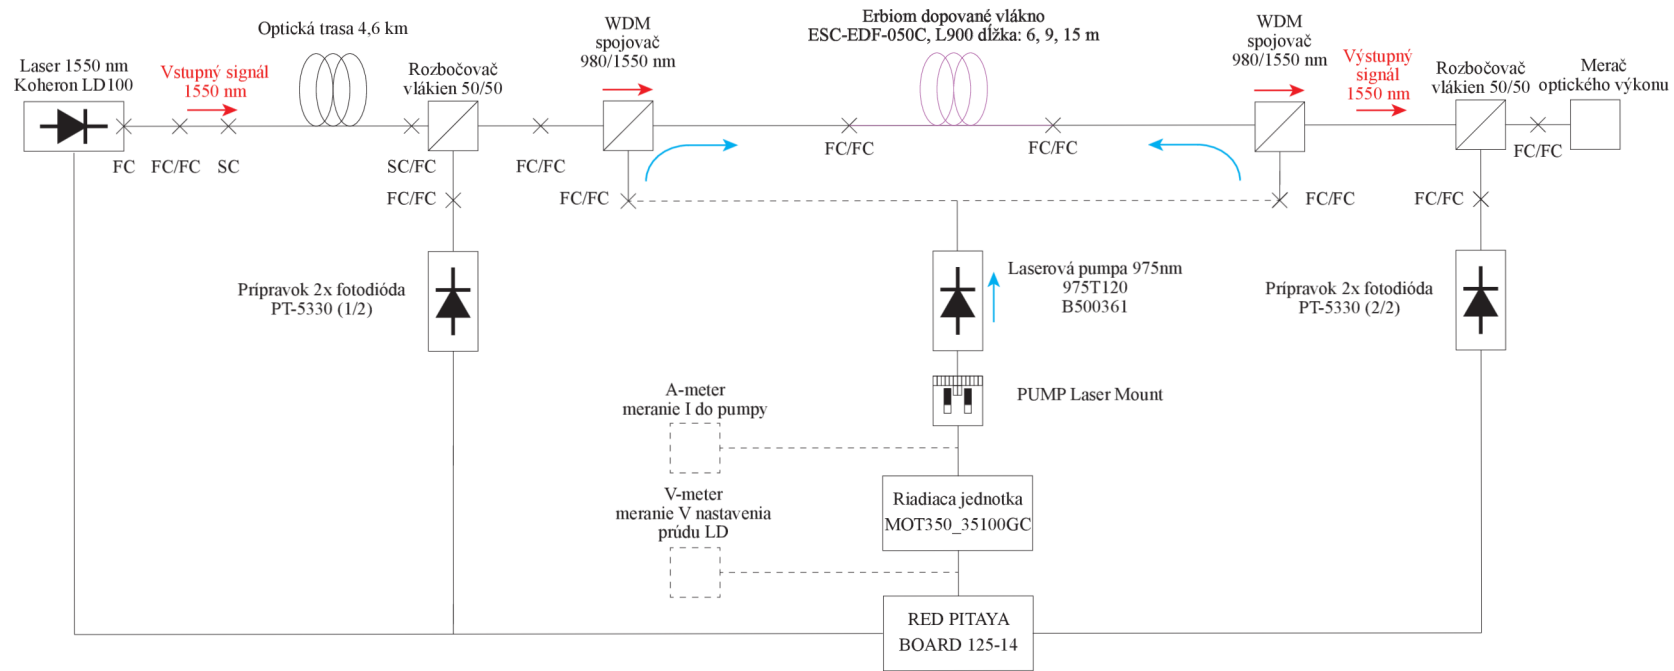 Optická trasa 4,6 km
WDM
spojovač
980/1550 nm
Erbiom dopované vlákno
ESC-EDF-050C, L900 dĺžka: 6, 9, 15 m
WDM
spojovač
980/1550 nm
Laser 1550 nm
Koheron LD100
Vstupný signál
1550 nm
Rozbočovač
vlákien 50/50
Výstupný
signál
1550 nm
Rozbočovač
vlákien 50/50
Merač
optického výkonu
FC
FC/FC
SC
SC/FC
FC/FC
FC/FC
FC/FC
FC/FC
FC/FC
FC/FC
FC/FC
FC/FC
Prípravok 2x fotodióda
PT-5330 (1/2)
Laserová pumpa 975nm
975T120
B500361
Prípravok 2x fotodióda
PT-5330 (2/2)
A-meter
meranie I do pumpy
PUMP Laser Mount
V-meter
meranie V nastavenia
prúdu LD
Riadiaca jednotka
MOT350_35100GC
RED PITAYA
BOARD 125-14